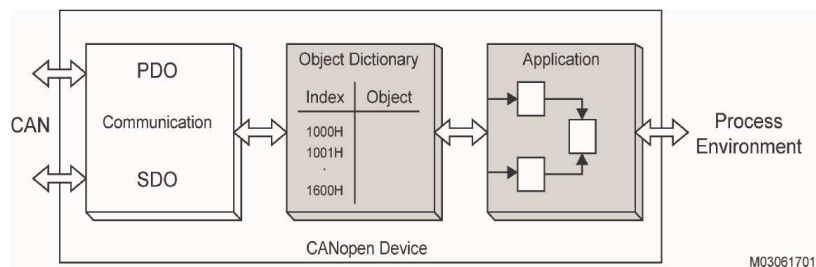 CAN
PDO
Communication
SDO
Object Dictionary
Index Object
1000H
1001H
.
1600H
Application
Process
Environment
CANopen Device
M03061701